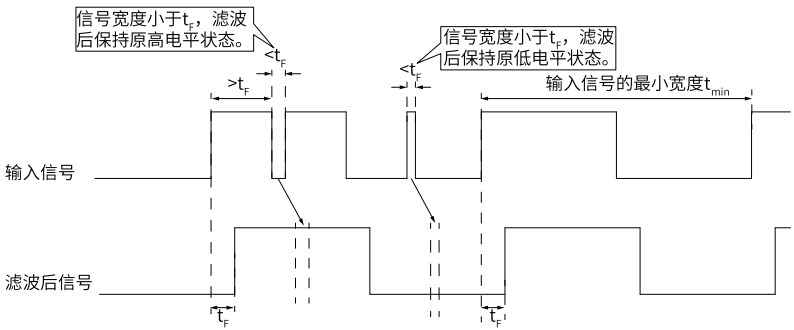 信号宽度小于tF，滤波
后保持原高电平状态。
信号宽度小于tF，滤波
后保持原低电平状态。
<tF
>tF
<tF
输入信号的最小宽度tmin
输入信号
滤波后信号
tF
tF